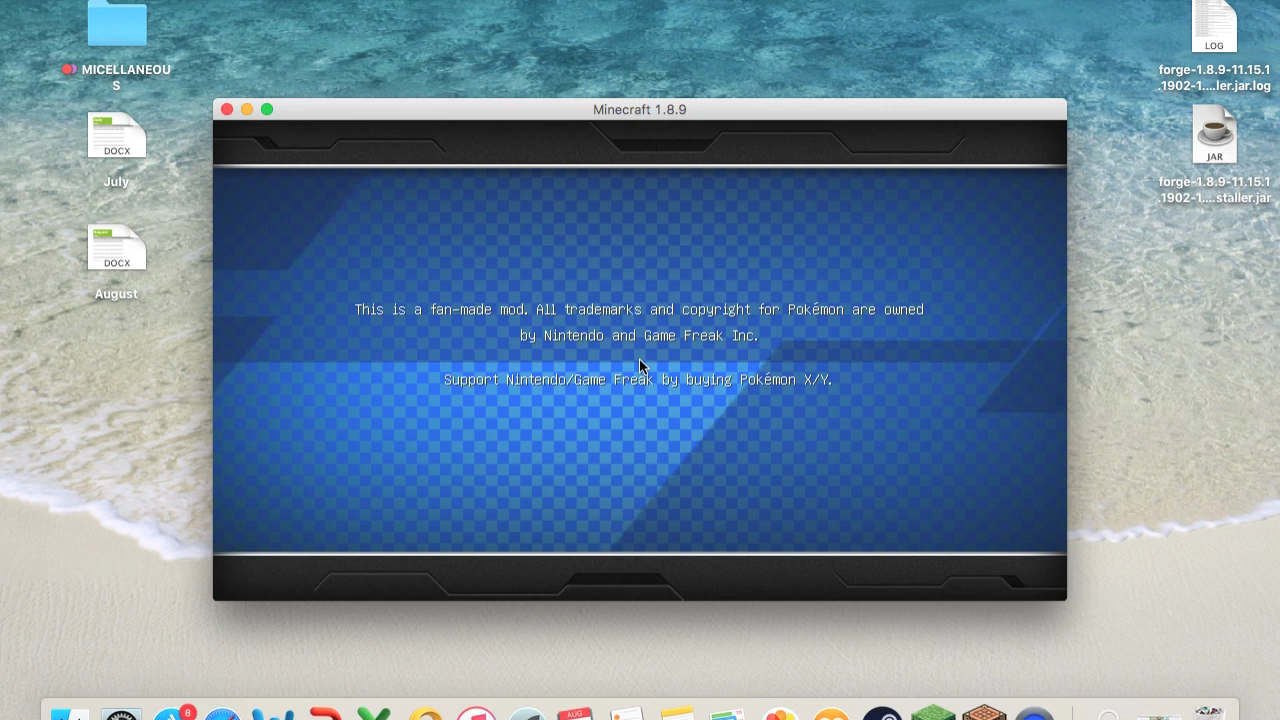 MICELLANEOU
S
DOCX
July
DOCX
August
Minecraft 1.8.9
This is a fan-made mod. All trademarks and copyright for Pokémon are owned
by Nintendo and Game Freak Inc.
Support Nintendo/Game Freak by buying Pokémon X/Y.
LOG
forge-1.8.9-11.15.1
.1902-1....ler.jar.log
JAR
forge-1.8.9-11.15.1
.1902-1....staller.jar
8
AUG